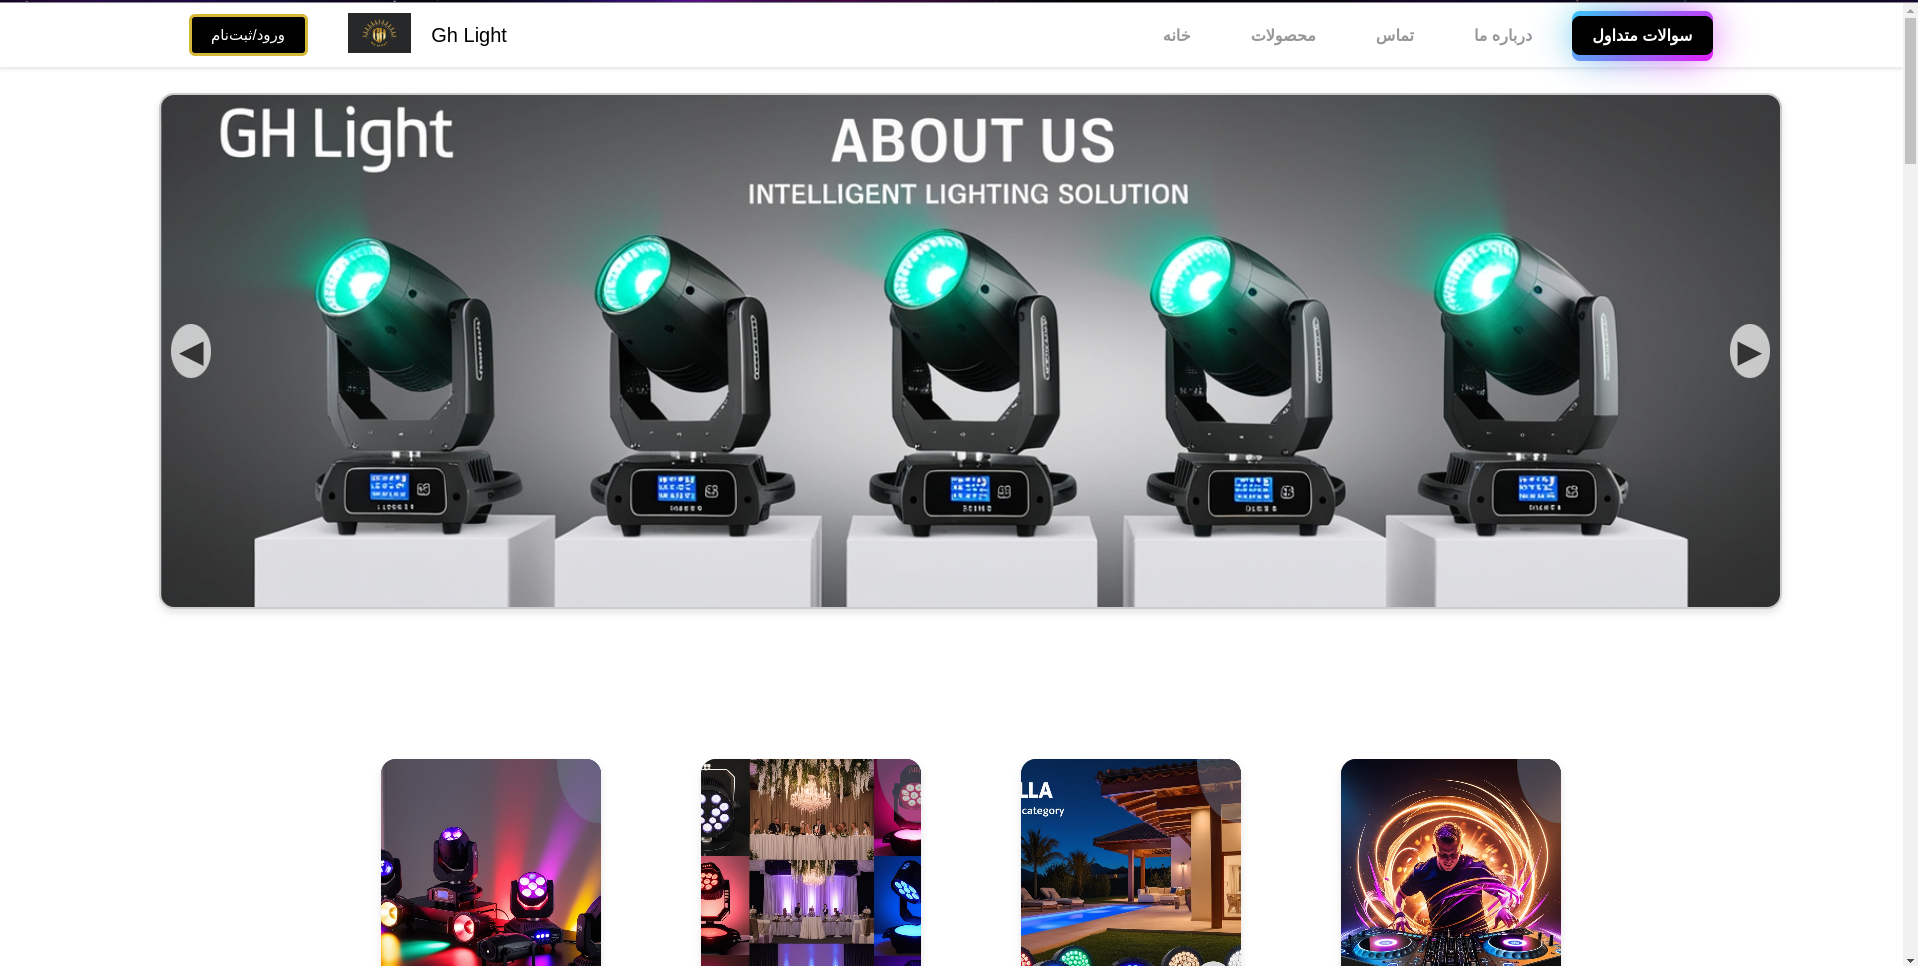 ورود/ثبت‌نام
Gh Light
خانه
محصولات
تماس
درباره ما
سوالات متداول
GH Light
ABOUT US
INTELLIGENT LIGHTING SOLUTION
LLA
category